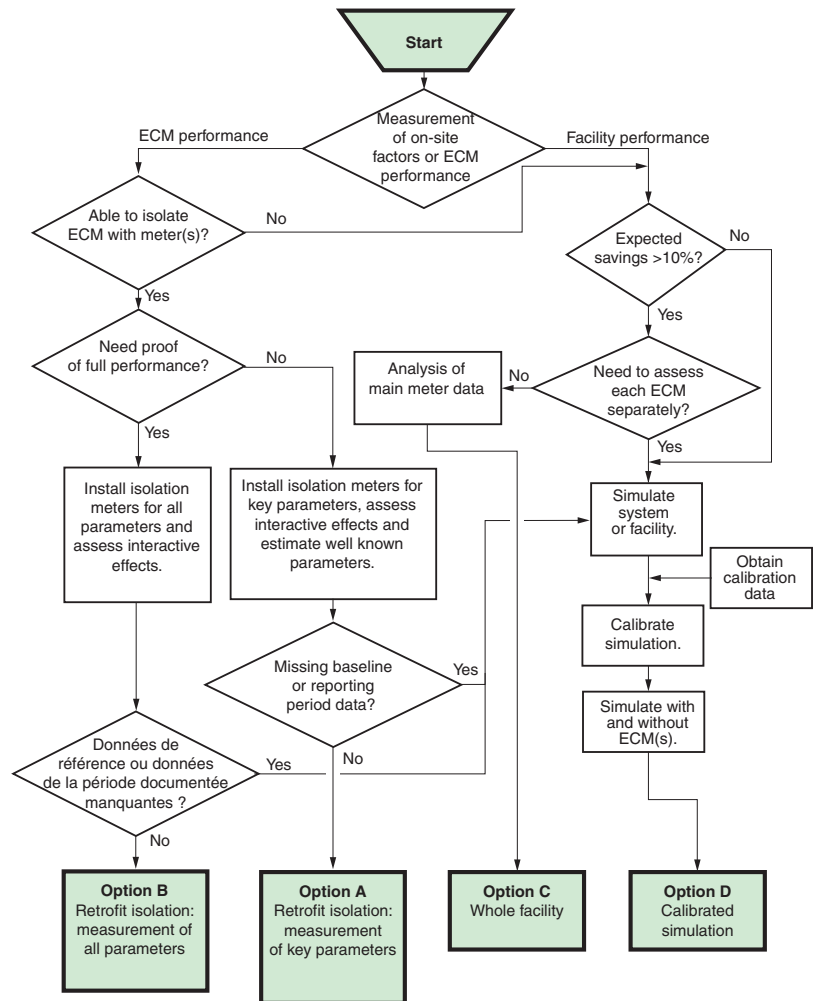 Start
Measurement
of on-site
factors or ECM
performance
ECM performance
Facility performance
Able to isolate
ECM with meter(s)?
No
Yes
Expected
savings >10%?
No
Yes
Need proof
of full performance?
No
Yes
Analysis of
main meter data
No
Need to assess
each ECM
separately?
Yes
Install isolation
meters for all
parameters and
assess interactive
effects.
Install isolation meters for
key parameters, assess
interactive effects and
estimate well known
parameters.
Simulate
system
or facility.
Obtain
calibration
data
Calibrate
simulation.
Missing baseline
or reporting
period data?
Yes
No
Simulate with
and without
ECM(s).
Données de
référence ou données
de la période documentée
manquantes ?
Yes
No
Option B
Retrofit isolation:
measurement of
all parameters
Option A
Retrofit isolation:
measurement
of key parameters
Option C
Whole facility
Option D
Calibrated
simulation